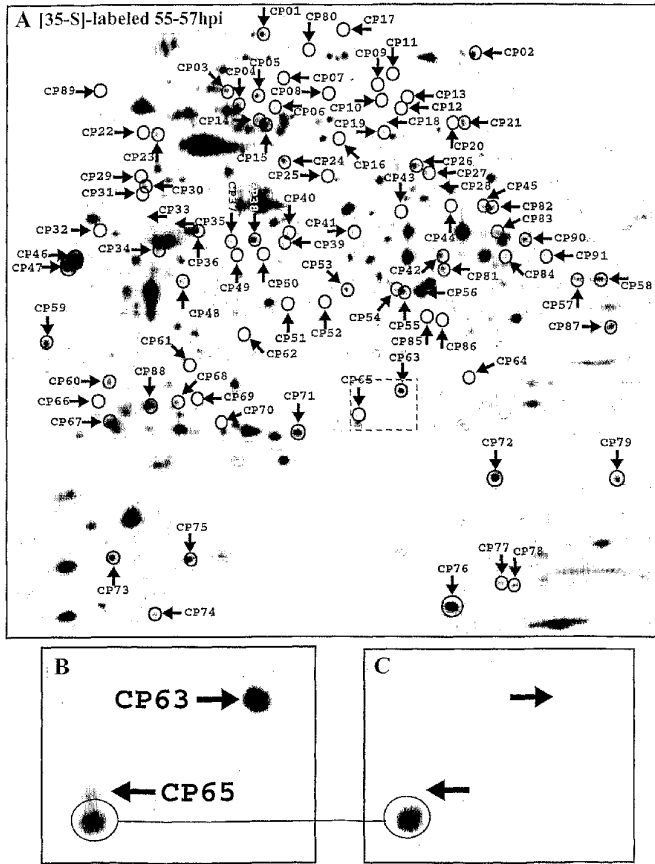 A [35-S]-labeled 55-57hpi
CP01 CP80 CP17
CP11
CP09
CP02
CP05
CP03 CP04
CP07
CP89
CP08 CP13
CP10 CP12
CP06
CP14
CP19 CP18 CP21
CP22
CP20
CP23 CP15 CP16
CP24 CP26
CP29 CP25 CP27
CP43
CP30 CP28 CP45
CP31
CP37 CP38 CP40
CP82
CP33
CP32 CP35 CP41 CP83
CP44 CP90
CP34 CP39
CP46 CP91
CP36 CP42
CP47 CP53 CP81 CP84
CP49 CP50
CP48 CP56 CP58
CP54 CP57
CP59 CP52 CP55
CP51 CP87
CP85 CP86
CP61 CP62
CP63
CP64
CP60 CP88 CP68
CP69 CP71 CP65
CP66
CP70
CP67
CP72 CP79
CP75
CP77 CP78
CP76
CP73
CP74
B C
CP63
CP65